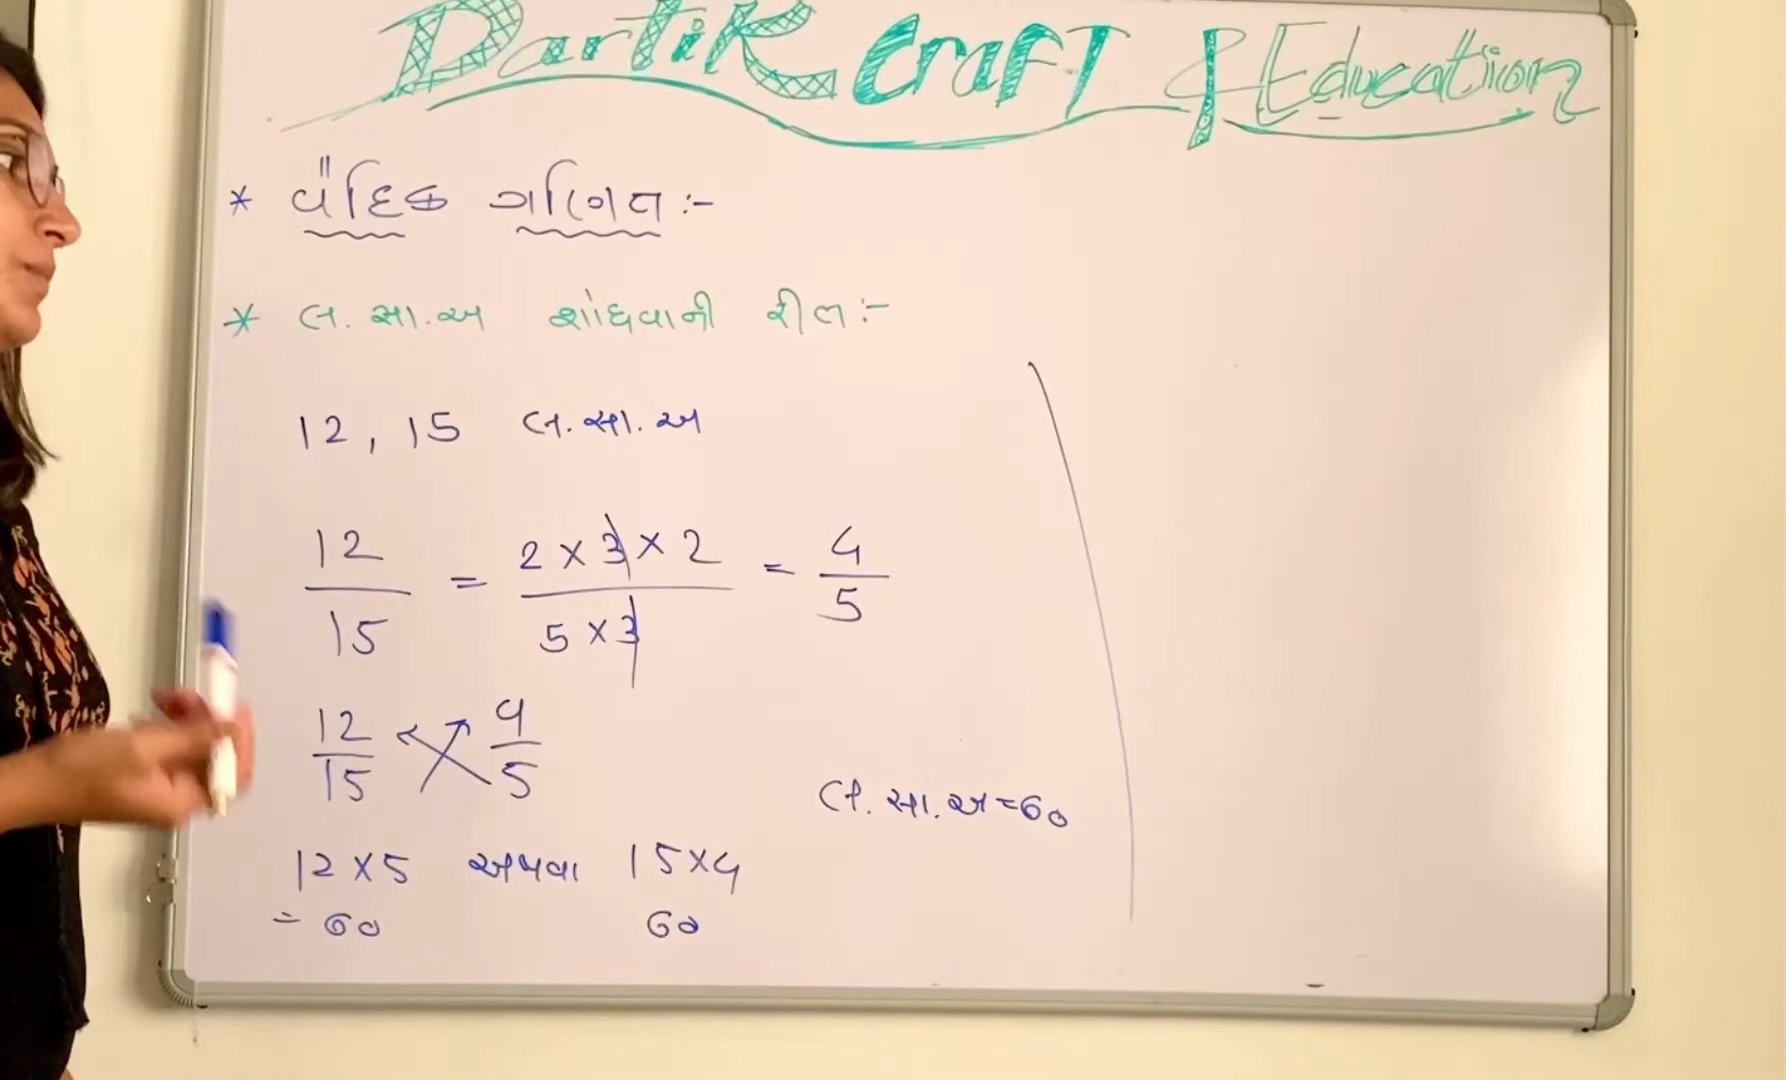 DartiK Craft & Education
* વૈદિક ગણિત :-
* લ. સા. અ શોધવાની રીત :-
12, 15 લ. સા. અ
12/15 = 2 x 3 x 2 / 5 x 3 = 4/5
12/15 4/5
લ. સા. અ = 60
12 x 5 અથવા 15 x 4
= 60 60